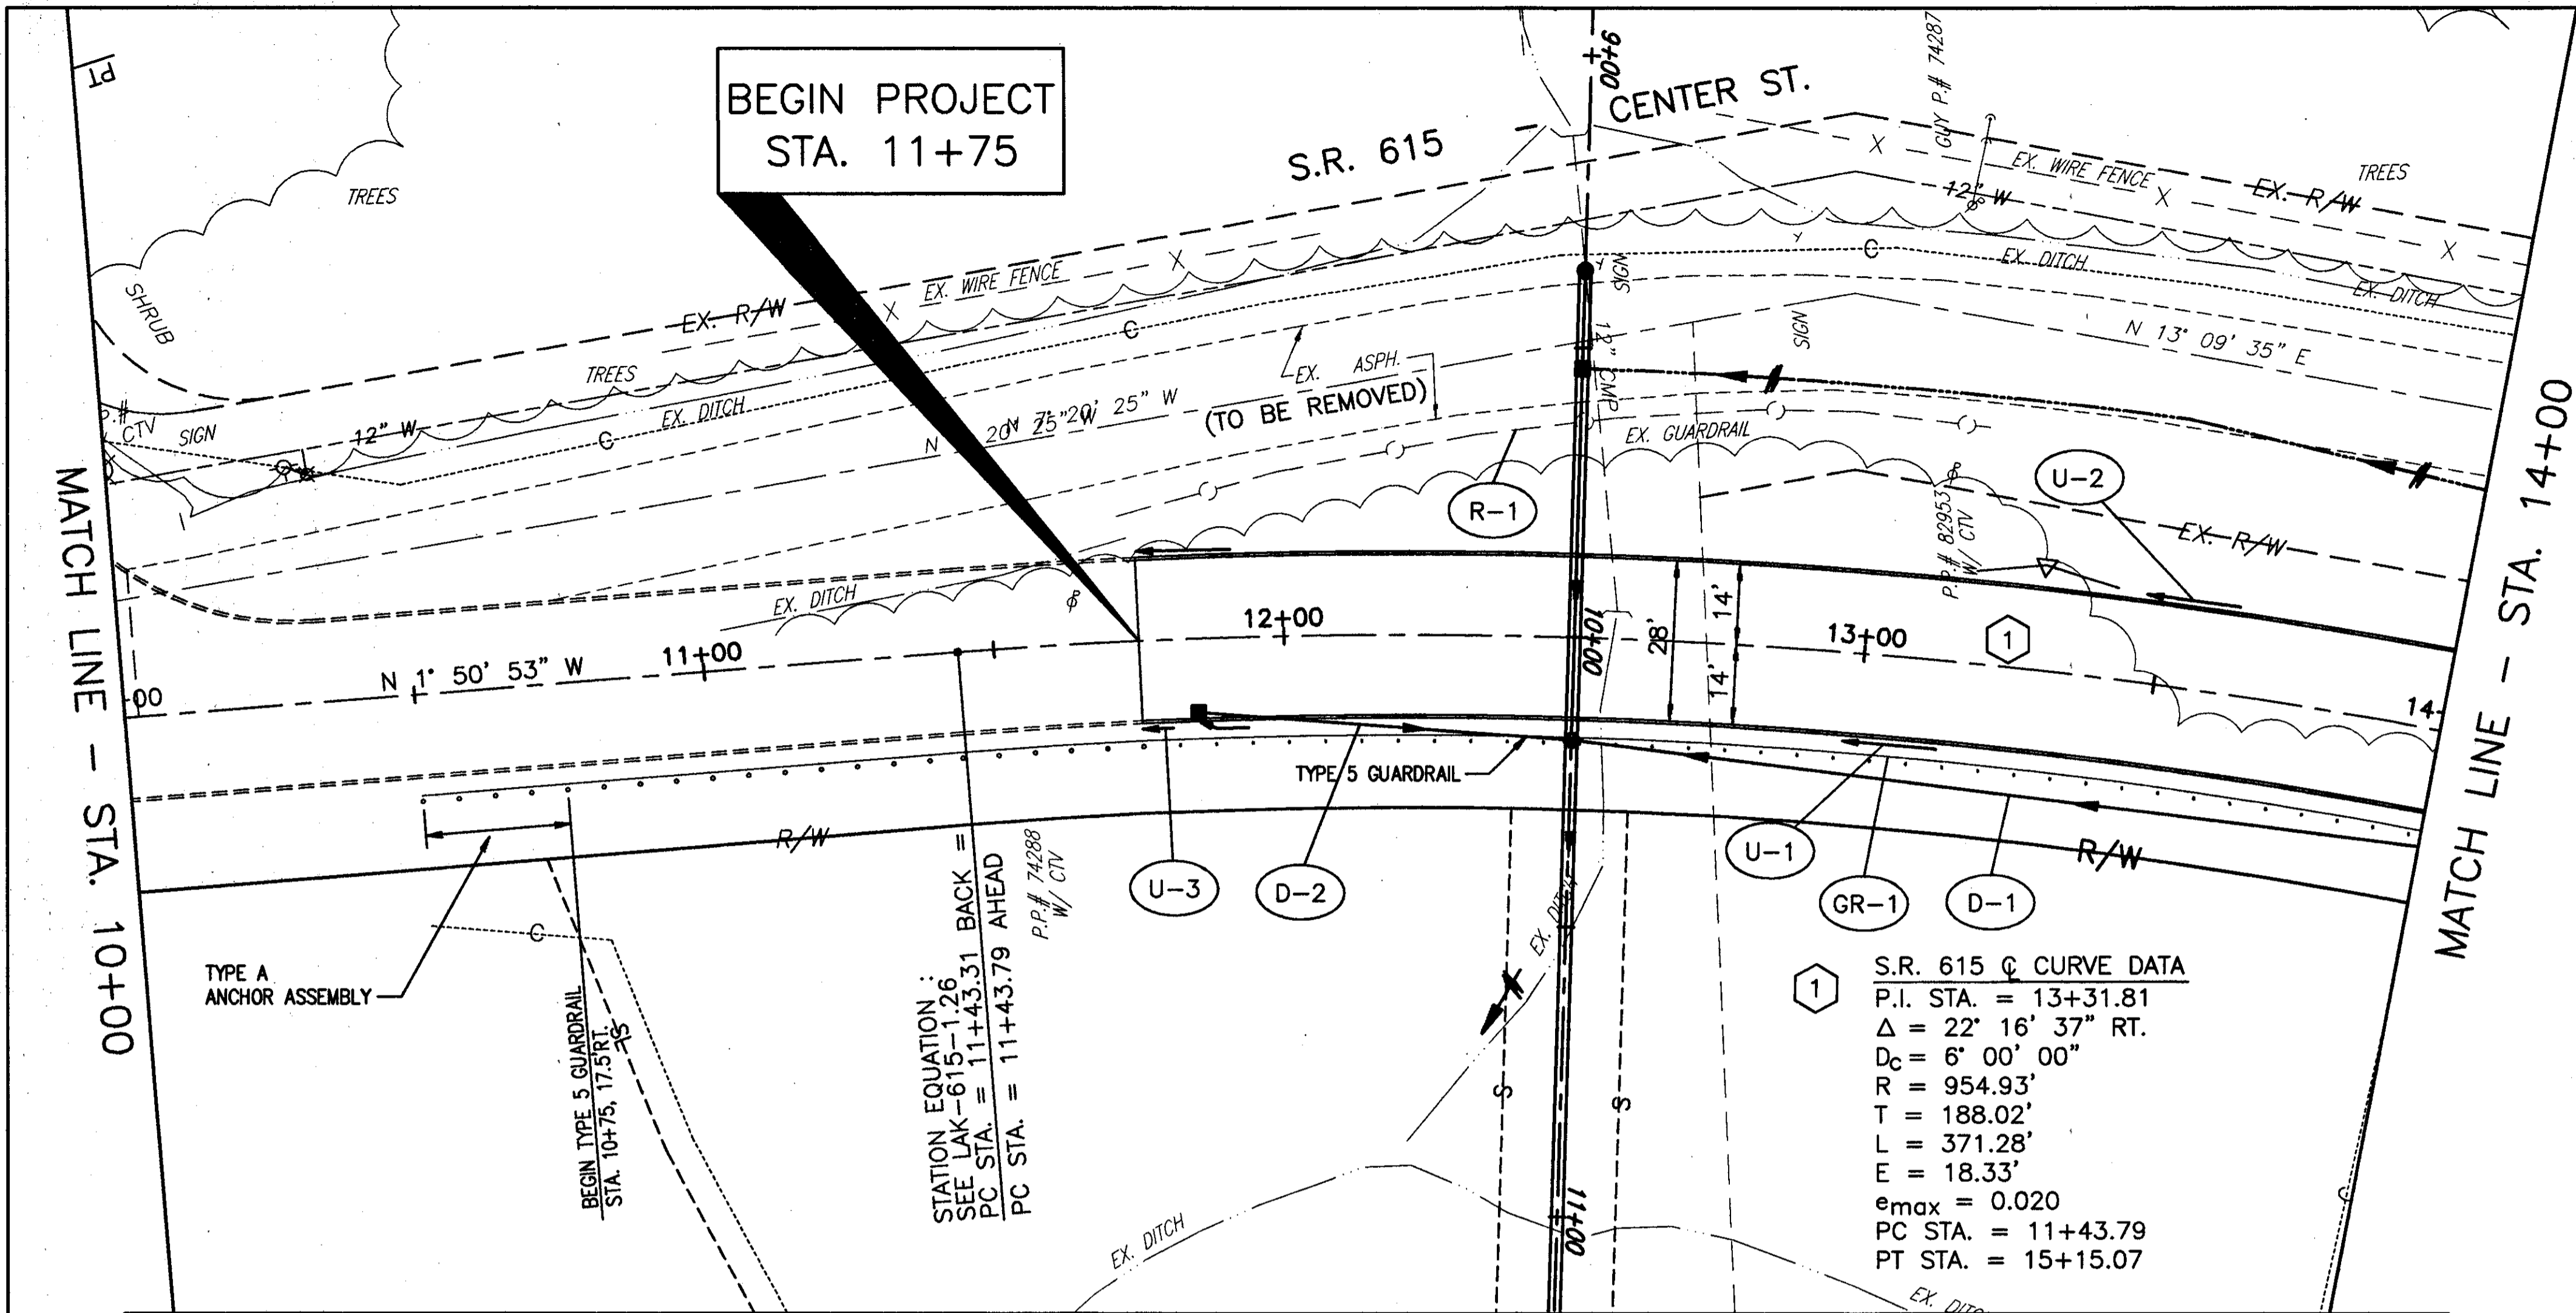 PT
BEGIN PROJECT
STA. 11+75
9+00
CENTER ST.
S.R. 615
GUY P.# 74287
EX. WIRE FENCE
TREES
12" W
EX. R/W
TREES
SHRUB
EX. WIRE FENCE
EX. R/W
X
X
X
X
X
C
C
C
EX. DITCH
EX. DITCH
SIGN
SIGN
12" CMP
N 13° 09' 35" E
TREES
EX. DITCH
EX. ASPH.
(TO BE REMOVED)
P.#
CTV
SIGN
12" W
EX. GUARDRAIL
R-1
U-2
P.P.# 82953
W/ CTV
EX. R/W
EX. DITCH
MATCH LINE - STA. 10+00
MATCH LINE - STA. 14+00
N 1° 50' 53" W
11+00
12+00
10+00
28'
14'
14'
13+00
1
-00
14-
TYPE 5 GUARDRAIL
R/W
R/W
U-3
D-2
U-1
GR-1
D-1
TYPE A
ANCHOR ASSEMBLY
C
BEGIN TYPE 5 GUARDRAIL
STA. 10+75, 17.5'RT.
STATION EQUATION :
SEE LAK-615-1.26
PC STA. = 11+43.31 BACK =
PC STA. = 11+43.79 AHEAD
P.P.# 74288
W/ CTV
EX. DITCH
S
S
11+00
EX. DITCH
1
S.R. 615 ℄ CURVE DATA
P.I. STA. = 13+31.81
Δ = 22° 16' 37" RT.
Dc = 6° 00' 00"
R = 954.93'
T = 188.02'
L = 371.28'
E = 18.33'
emax = 0.020
PC STA. = 11+43.79
PT STA. = 15+15.07
C